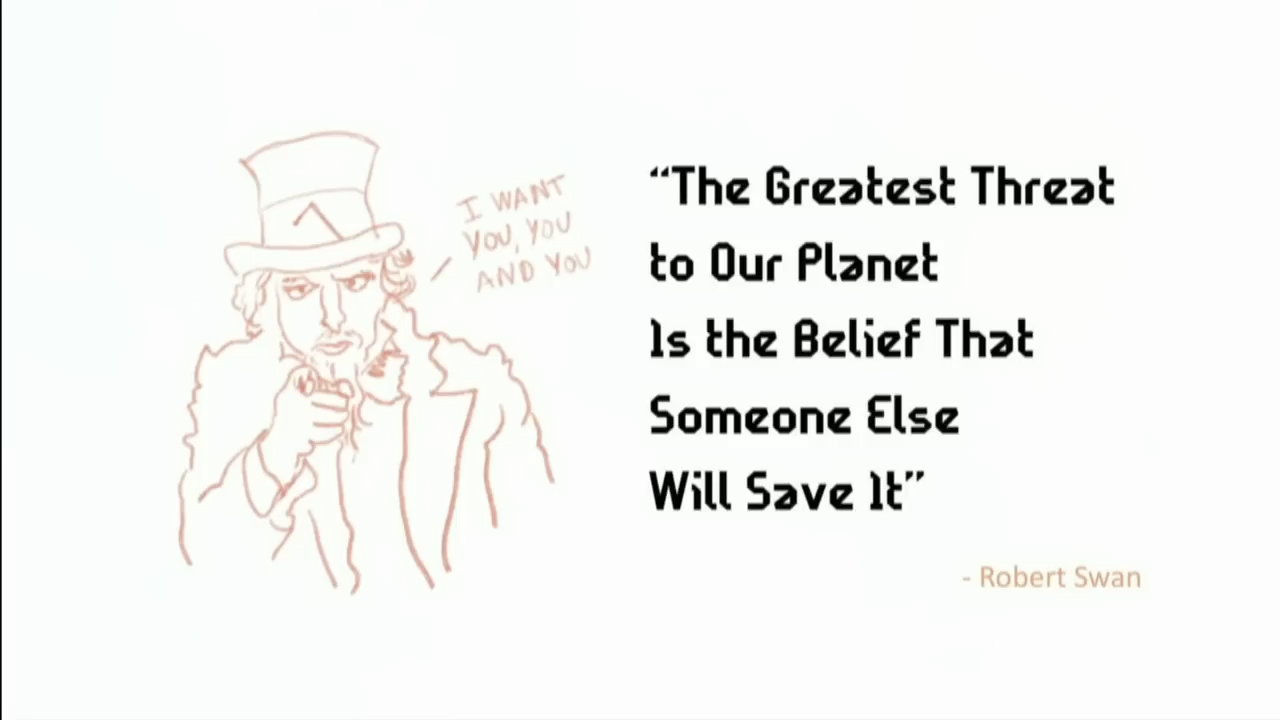 I WANT
YOU, YOU
AND YOU
“The Greatest Threat
to Our Planet
Is the Belief That
Someone Else
Will Save It”
- Robert Swan